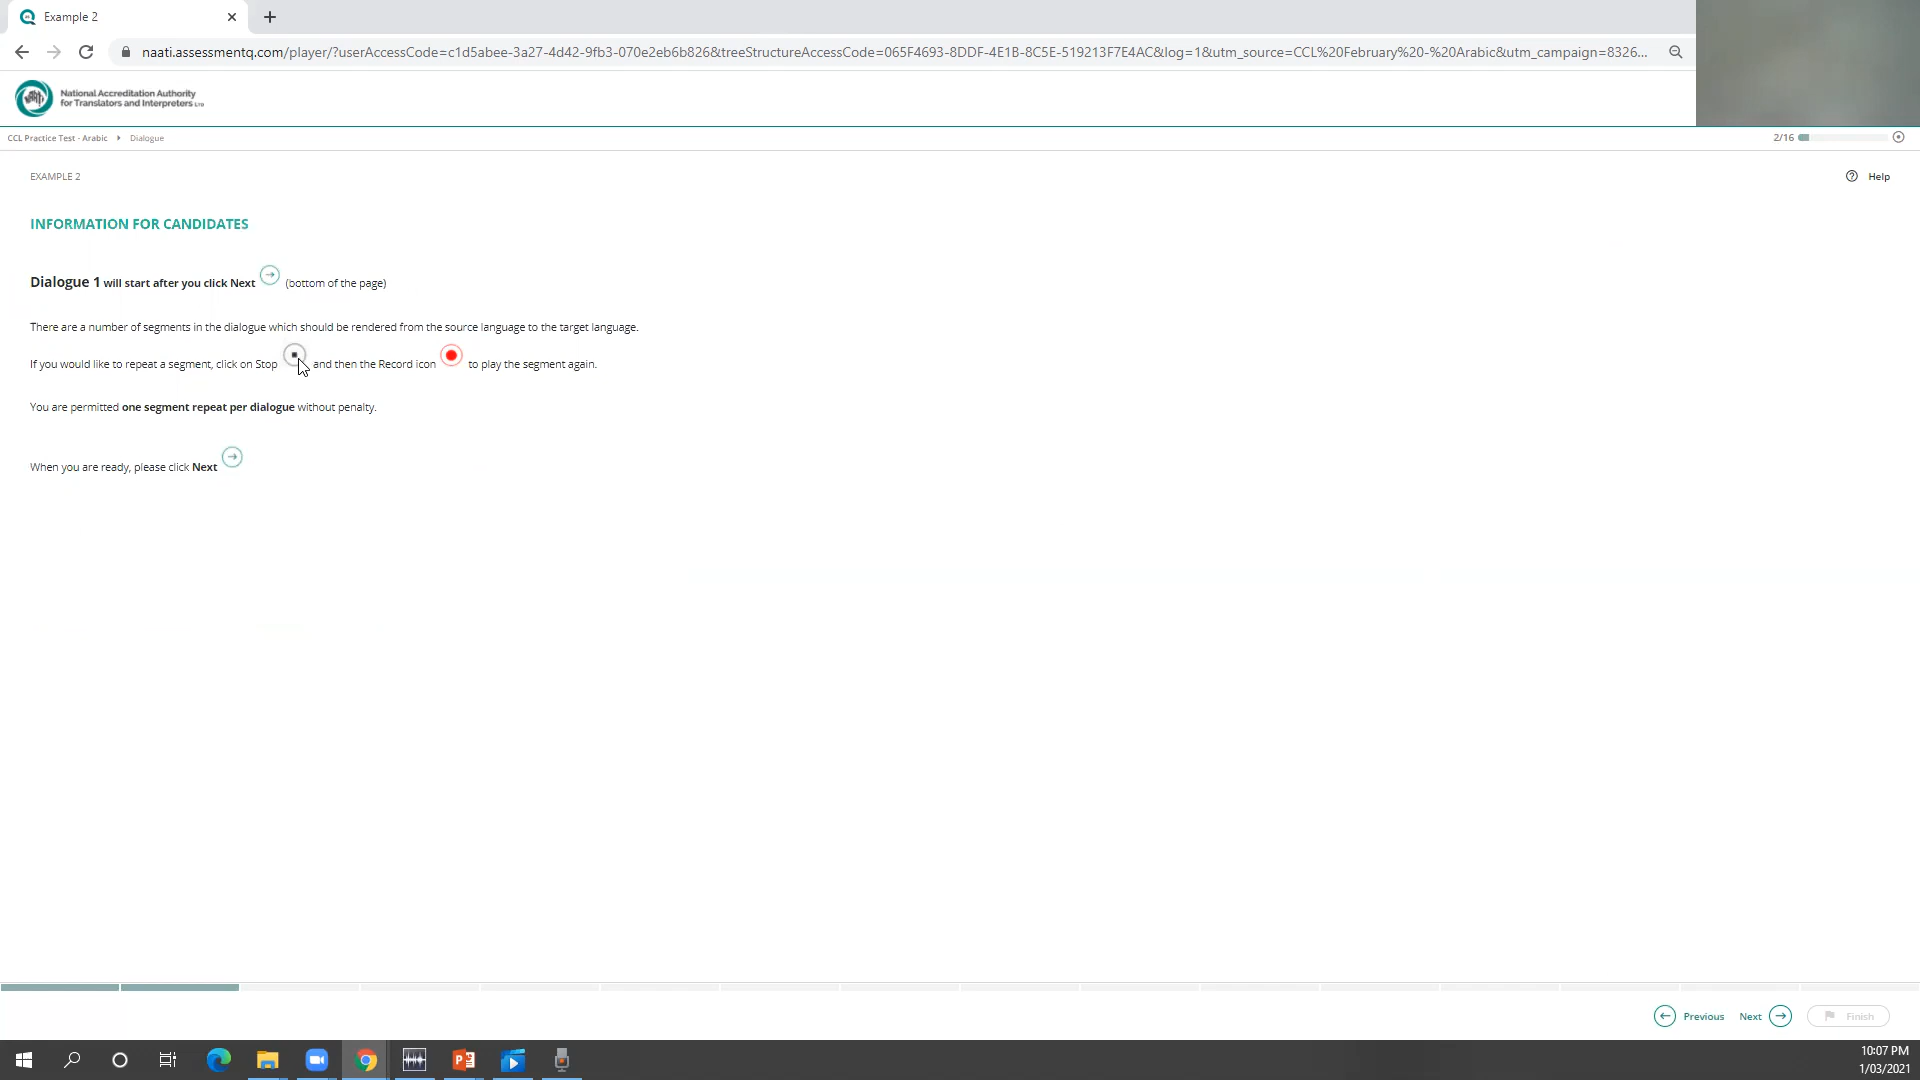 Example 2
naati.assessmentq.com/player/?userAccessCode=c1d5abee-3a27-4d42-9fb3-070e2eb6b826&treeStructureAccessCode=065F4693-8DDF-4E1B-8C5E-519213F7E4AC&log=1&utm_source=CCL%20February%20-%20Arabic&utm_campaign=8326...
National Accreditation Authority
for Translators and Interpreters LTD
CCL Practice Test - Arabic Dialogue
2/16
EXAMPLE 2
Help
INFORMATION FOR CANDIDATES
Dialogue 1 will start after you click Next (bottom of the page)
There are a number of segments in the dialogue which should be rendered from the source language to the target language.
If you would like to repeat a segment, click on Stop and then the Record icon to play the segment again.
You are permitted one segment repeat per dialogue without penalty.
When you are ready, please click Next
Previous Next Finish
10:07 PM
1/03/2021